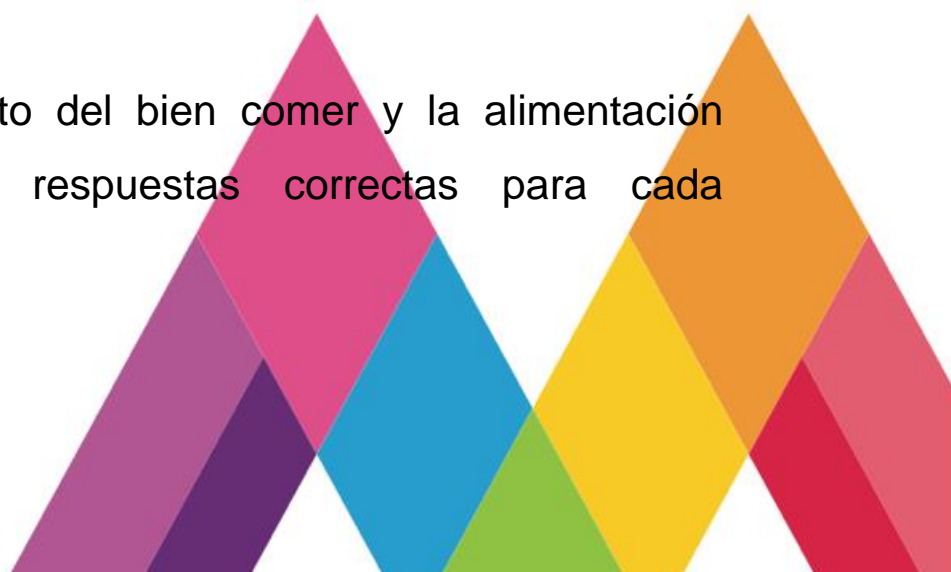 to del bien comer y la alimentación
respuestas correctas para cada